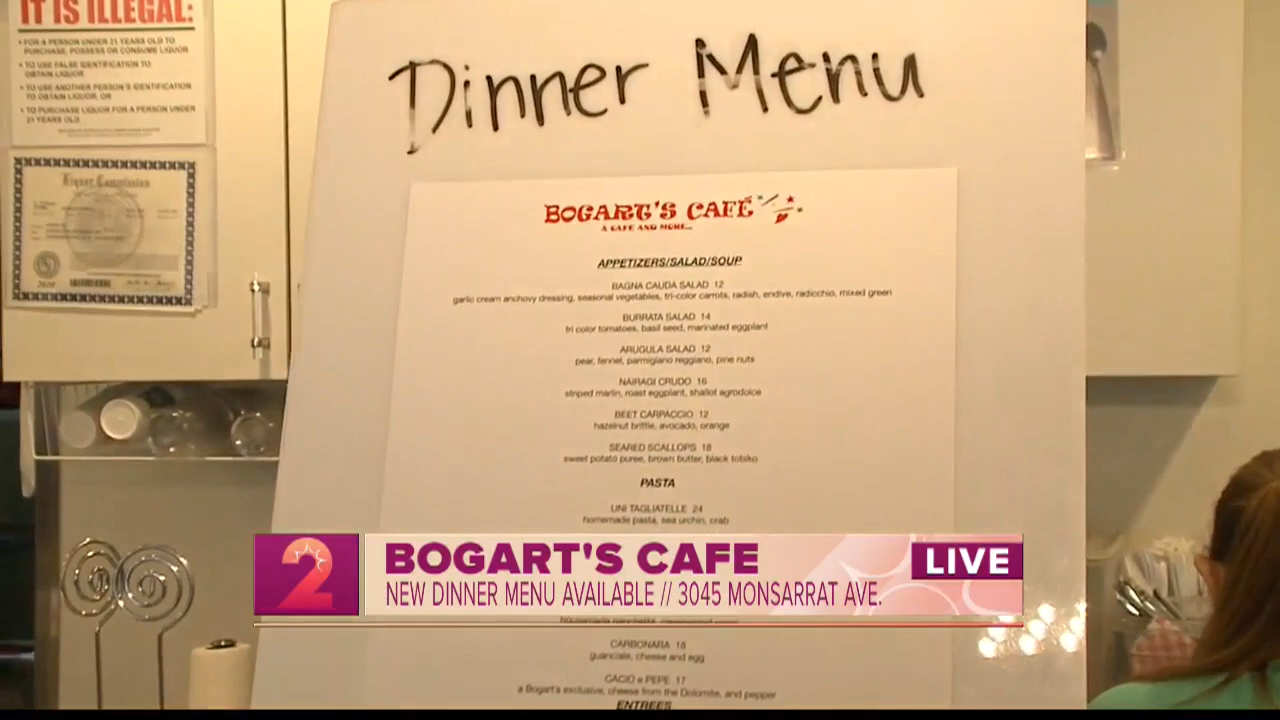 IT IS ILLEGAL:
• FOR A PERSON UNDER 21 YEARS OLD TO
PURCHASE, POSSESS OR CONSUME LIQUOR
• TO USE FALSE IDENTIFICATION TO
OBTAIN LIQUOR
• TO USE ANOTHER PERSON'S IDENTIFICATION
TO OBTAIN LIQUOR, OR
• TO PURCHASE LIQUOR FOR A PERSON UNDER
21 YEARS OLD
Liquor Commission
Dinner Menu
BOGART'S CAFÉ
A CAFE AND MORE...
APPETIZERS/SALAD/SOUP
BAGNA CAUDA SALAD 12
garlic cream anchovy dressing, seasonal vegetables, tri-color carrots, radish, endive, radicchio, mixed green
BURRATA SALAD 14
tri color tomatoes, basil seed, marinated eggplant
ARUGULA SALAD 12
pear, fennel, parmigiano reggiano, pine nuts
NAIRAGI CRUDO 16
striped marlin, roast eggplant, shallot agrodolce
BEET CARPACCIO 12
hazelnut brittle, avocado, orange
SEARED SCALLOPS 18
sweet potato puree, brown butter, black tobiko
PASTA
UNI TAGLIATELLE 24
homemade pasta, sea urchin, crab
2
BOGART'S CAFE
LIVE
NEW DINNER MENU AVAILABLE // 3045 MONSARRAT AVE.
CARBONARA 18
guanciale, cheese and egg
CACIO e PEPE 17
a Bogart's exclusive, cheese from the Dolomite, and pepper
ENTREES